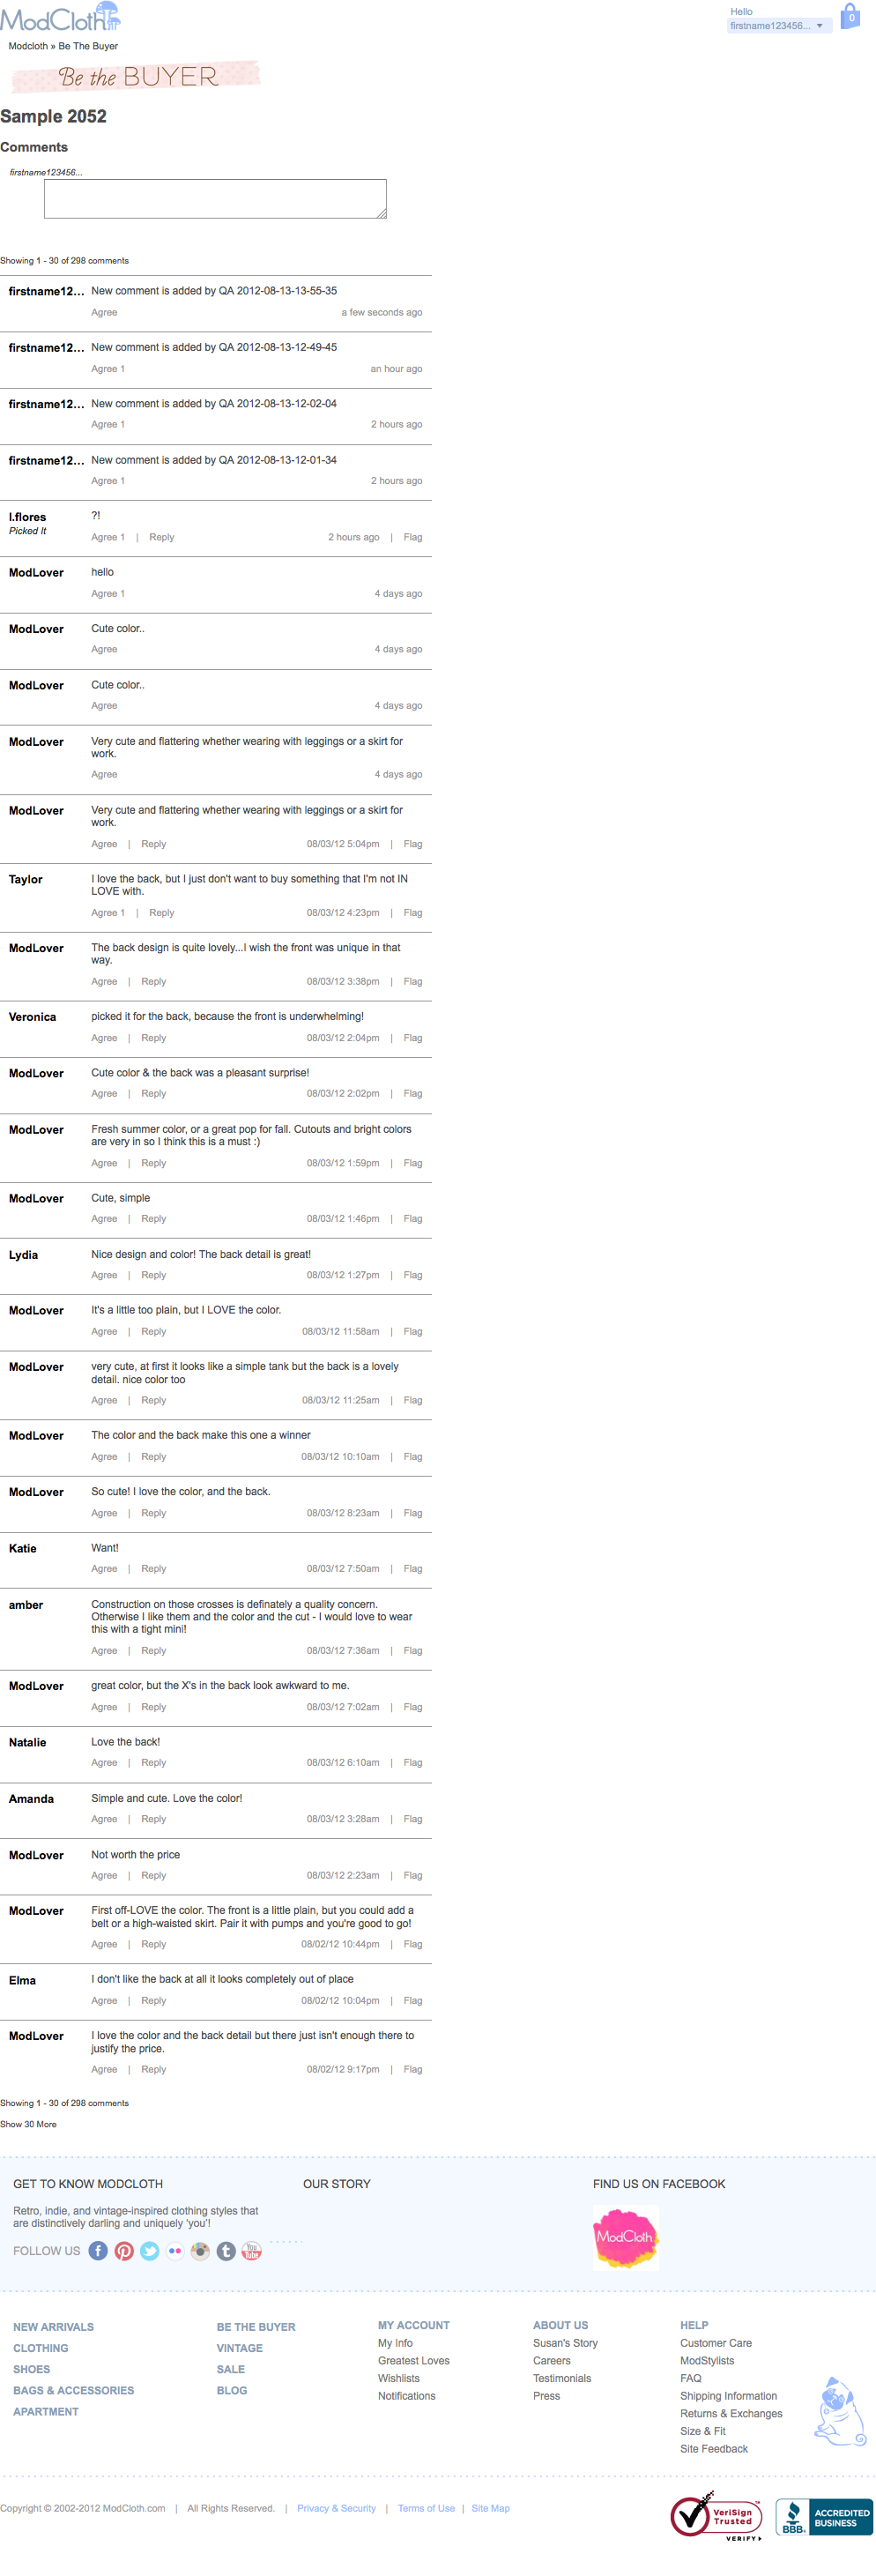 ModCloth
Hello
firstname123456...
0
Modcloth » Be The Buyer
Be the BUYER
Sample 2052
Comments
firstname123456...
Showing 1 - 30 of 298 comments
firstname12... New comment is added by QA 2012-08-13-13-55-35
Agree a few seconds ago
firstname12... New comment is added by QA 2012-08-13-12-49-45
Agree 1 an hour ago
firstname12... New comment is added by QA 2012-08-13-12-02-04
Agree 1 2 hours ago
firstname12... New comment is added by QA 2012-08-13-12-01-34
Agree 1 2 hours ago
l.flores ?!
Picked It
Agree 1 | Reply 2 hours ago | Flag
ModLover hello
Agree 1 4 days ago
ModLover Cute color..
Agree 4 days ago
ModLover Cute color..
Agree 4 days ago
ModLover Very cute and flattering whether wearing with leggings or a skirt for
work.
Agree 4 days ago
ModLover Very cute and flattering whether wearing with leggings or a skirt for
work.
Agree | Reply 08/03/12 5:04pm | Flag
Taylor I love the back, but I just don't want to buy something that I'm not IN
LOVE with.
Agree 1 | Reply 08/03/12 4:23pm | Flag
ModLover The back design is quite lovely...I wish the front was unique in that
way.
Agree | Reply 08/03/12 3:38pm | Flag
Veronica picked it for the back, because the front is underwhelming!
Agree | Reply 08/03/12 2:04pm | Flag
ModLover Cute color & the back was a pleasant surprise!
Agree | Reply 08/03/12 2:02pm | Flag
ModLover Fresh summer color, or a great pop for fall. Cutouts and bright colors
are very in so I think this is a must :)
Agree | Reply 08/03/12 1:59pm | Flag
ModLover Cute, simple
Agree | Reply 08/03/12 1:46pm | Flag
Lydia Nice design and color! The back detail is great!
Agree | Reply 08/03/12 1:27pm | Flag
ModLover It's a little too plain, but I LOVE the color.
Agree | Reply 08/03/12 11:58am | Flag
ModLover very cute, at first it looks like a simple tank but the back is a lovely
detail. nice color too
Agree | Reply 08/03/12 11:25am | Flag
ModLover The color and the back make this one a winner
Agree | Reply 08/03/12 10:10am | Flag
ModLover So cute! I love the color, and the back.
Agree | Reply 08/03/12 8:23am | Flag
Katie Want!
Agree | Reply 08/03/12 7:50am | Flag
amber Construction on those crosses is definately a quality concern.
Otherwise I like them and the color and the cut - I would love to wear
this with a tight mini!
Agree | Reply 08/03/12 7:36am | Flag
ModLover great color, but the X's in the back look awkward to me.
Agree | Reply 08/03/12 7:02am | Flag
Natalie Love the back!
Agree | Reply 08/03/12 6:10am | Flag
Amanda Simple and cute. Love the color!
Agree | Reply 08/03/12 3:28am | Flag
ModLover Not worth the price
Agree | Reply 08/03/12 2:23am | Flag
ModLover First off-LOVE the color. The front is a little plain, but you could add a
belt or a high-waisted skirt. Pair it with pumps and you're good to go!
Agree | Reply 08/02/12 10:44pm | Flag
Elma I don't like the back at all it looks completely out of place
Agree | Reply 08/02/12 10:04pm | Flag
ModLover I love the color and the back detail but there just isn't enough there to
justify the price.
Agree | Reply 08/02/12 9:17pm | Flag
Showing 1 - 30 of 298 comments
Show 30 More
GET TO KNOW MODCLOTH
Retro, indie, and vintage-inspired clothing styles that
are distinctively darling and uniquely 'you'!
FOLLOW US
f
t
You
Tube
OUR STORY
FIND US ON FACEBOOK
ModCloth
NEW ARRIVALS
CLOTHING
SHOES
BAGS & ACCESSORIES
APARTMENT
BE THE BUYER
VINTAGE
SALE
BLOG
MY ACCOUNT
My Info
Greatest Loves
Wishlists
Notifications
ABOUT US
Susan's Story
Careers
Testimonials
Press
HELP
Customer Care
ModStylists
FAQ
Shipping Information
Returns & Exchanges
Size & Fit
Site Feedback
Copyright © 2002-2012 ModCloth.com | All Rights Reserved. | Privacy & Security | Terms of Use | Site Map
VeriSign
Trusted
VERIFY
BBB
ACCREDITED
BUSINESS